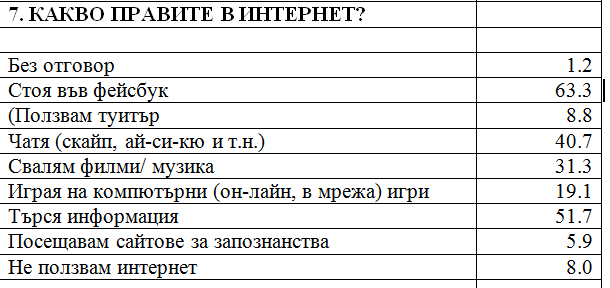 7. КАКВО ПРАВИТЕ В ИНТЕРНЕТ?
Без отговор 1.2
Стоя във фейсбук 63.3
(Ползвам туитър 8.8
Чатя (скайп, ай-си-кю и т.н.) 40.7
Свалям филми/ музика 31.3
Играя на компютърни (он-лайн, в мрежа) игри 19.1
Търся информация 51.7
Посещавам сайтове за запознанства 5.9
Не ползвам интернет 8.0